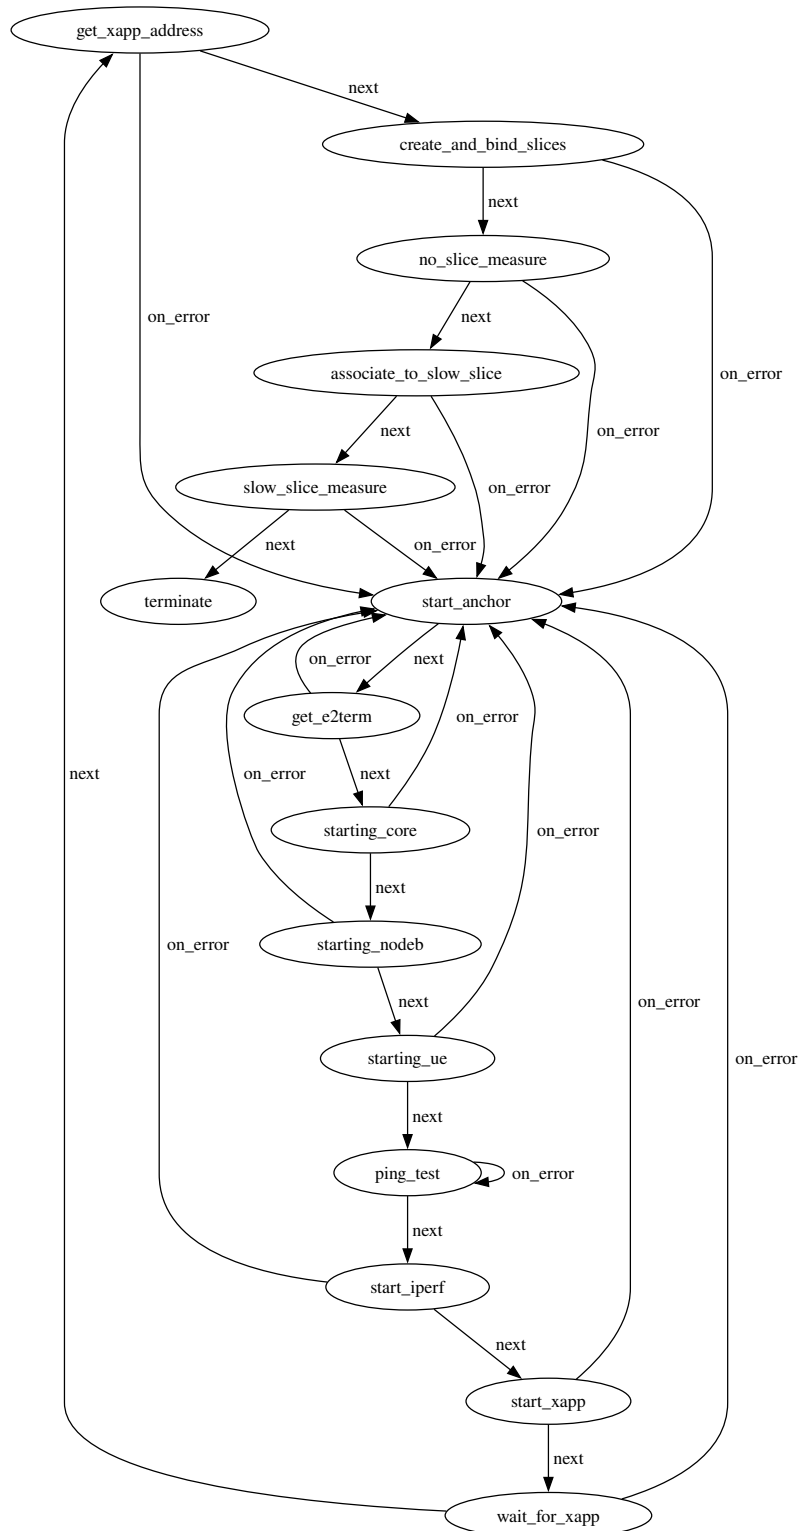 get_xapp_address
next
create_and_bind_slices
next
no_slice_measure
on_error
next
associate_to_slow_slice
on_error
next
on_error
slow_slice_measure
on_error
next
on_error
terminate
start_anchor
on_error
next
get_e2term
on_error
next
on_error
next
starting_core
on_error
next
starting_nodeb
on_error
next
on_error
starting_ue
on_error
next
ping_test
on_error
next
start_iperf
next
start_xapp
next
wait_for_xapp